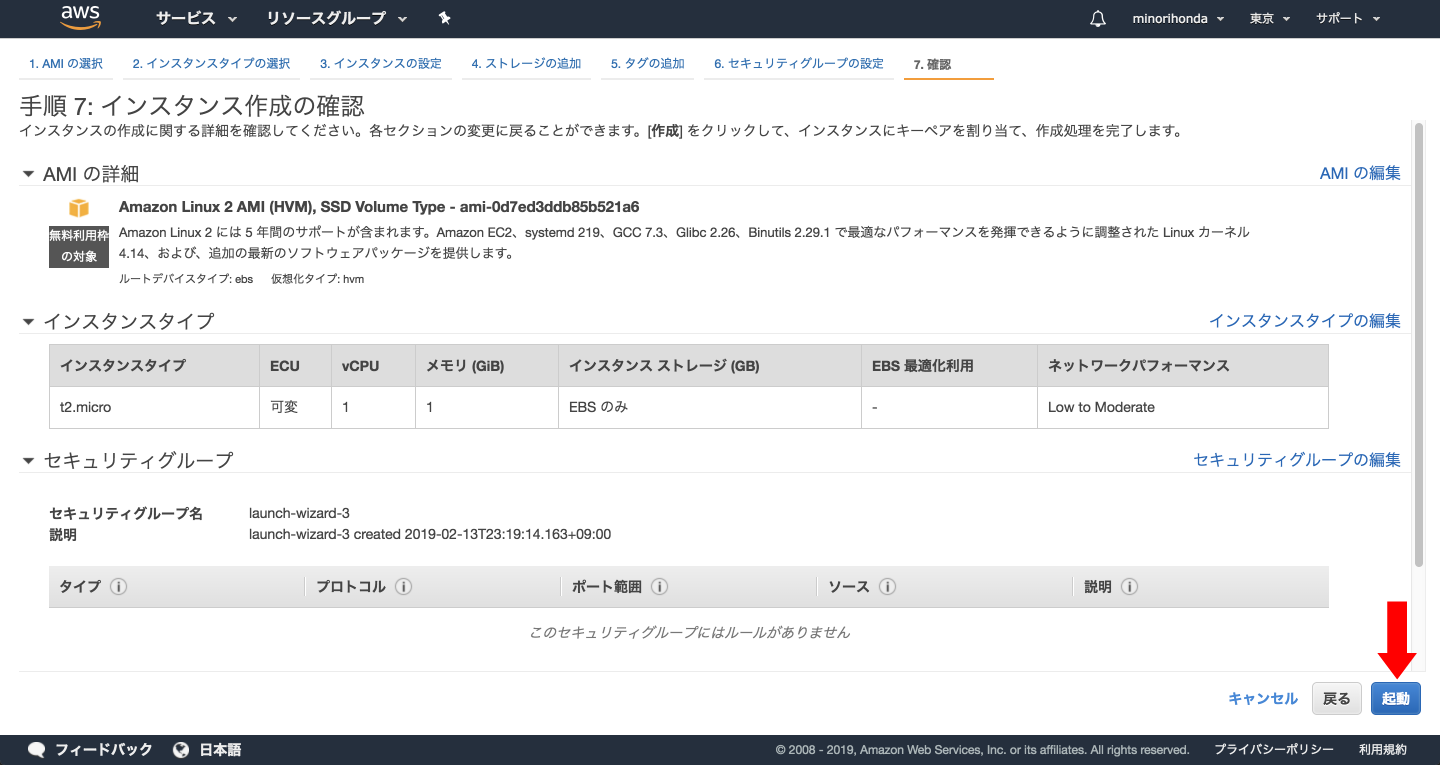 aws サービス リソースグループ minorihonda 東京 サポート
1. AMI の選択 2. インスタンスタイプの選択 3. インスタンスの設定 4. ストレージの追加 5. タグの追加 6. セキュリティグループの設定 7. 確認
手順 7: インスタンス作成の確認
インスタンスの作成に関する詳細を確認してください。各セクションの変更に戻ることができます。[作成] をクリックして、インスタンスにキーペアを割り当て、作成処理を完了します。
AMI の詳細 AMI の編集
Amazon Linux 2 AMI (HVM), SSD Volume Type - ami-0d7ed3ddb85b521a6
無料利用枠
の対象
Amazon Linux 2 には 5 年間のサポートが含まれます。Amazon EC2、systemd 219、GCC 7.3、Glibc 2.26、Binutils 2.29.1 で最適なパフォーマンスを発揮できるように調整された Linux カーネル
4.14、および、追加の最新のソフトウェアパッケージを提供します。
ルートデバイスタイプ: ebs 仮想化タイプ: hvm
インスタンスタイプ インスタンスタイプの編集
インスタンスタイプ ECU vCPU メモリ (GiB) インスタンス ストレージ (GB) EBS 最適化利用 ネットワークパフォーマンス
t2.micro 可変 1 1 EBS のみ - Low to Moderate
セキュリティグループ セキュリティグループの編集
セキュリティグループ名 launch-wizard-3
説明 launch-wizard-3 created 2019-02-13T23:19:14.163+09:00
タイプ プロトコル ポート範囲 ソース 説明
このセキュリティグループにはルールがありません
キャンセル 戻る 起動
フィードバック 日本語 © 2008 - 2019, Amazon Web Services, Inc. or its affiliates. All rights reserved. プライバシーポリシー 利用規約